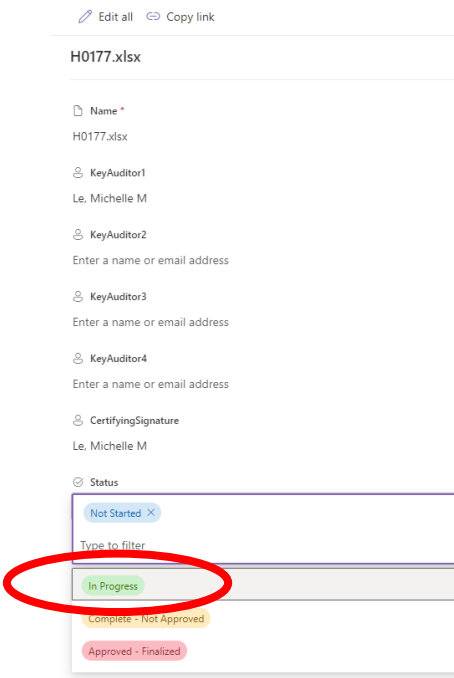 Edit all Copy link
H0177.xlsx
Name *
H0177.xlsx
KeyAuditor1
Le, Michelle M
KeyAuditor2
Enter a name or email address
KeyAuditor3
Enter a name or email address
KeyAuditor4
Enter a name or email address
CertifyingSignature
Le, Michelle M
Status
Not Started ×
Type to filter
In Progress
Complete - Not Approved
Approved - Finalized